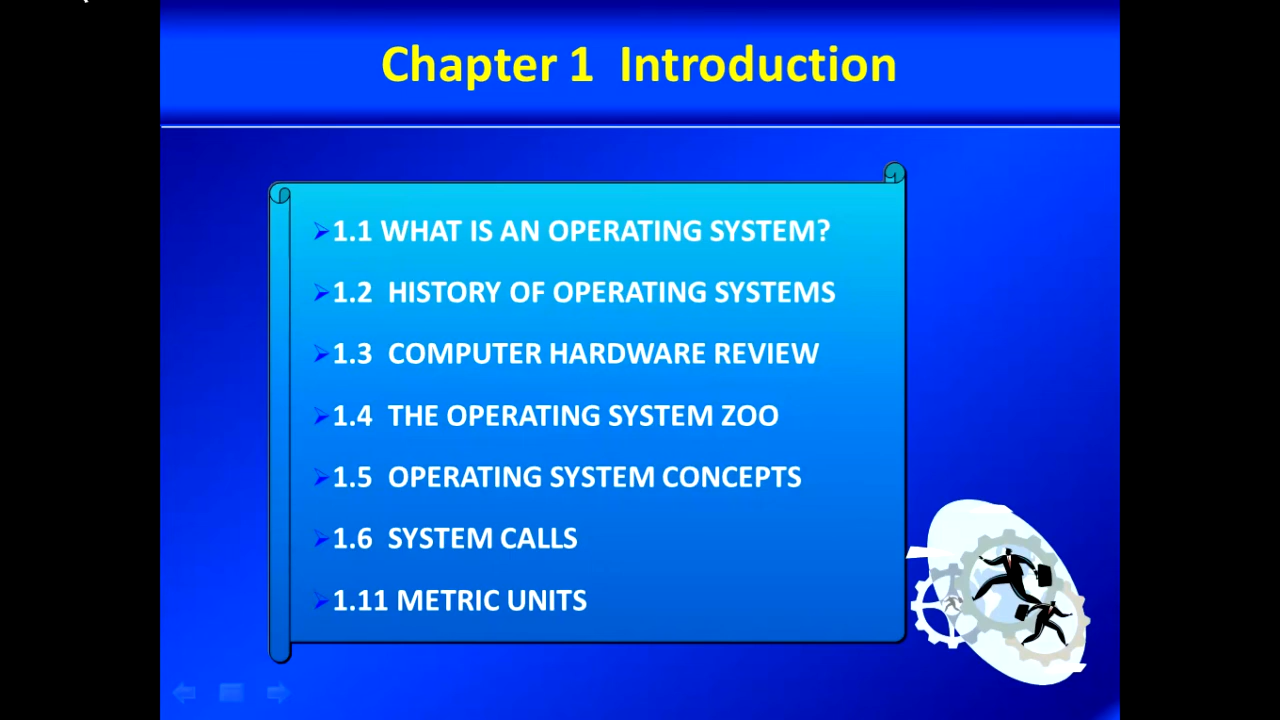 Chapter 1 Introduction
1.1 WHAT IS AN OPERATING SYSTEM?
1.2 HISTORY OF OPERATING SYSTEMS
1.3 COMPUTER HARDWARE REVIEW
1.4 THE OPERATING SYSTEM ZOO
1.5 OPERATING SYSTEM CONCEPTS
1.6 SYSTEM CALLS
1.11 METRIC UNITS